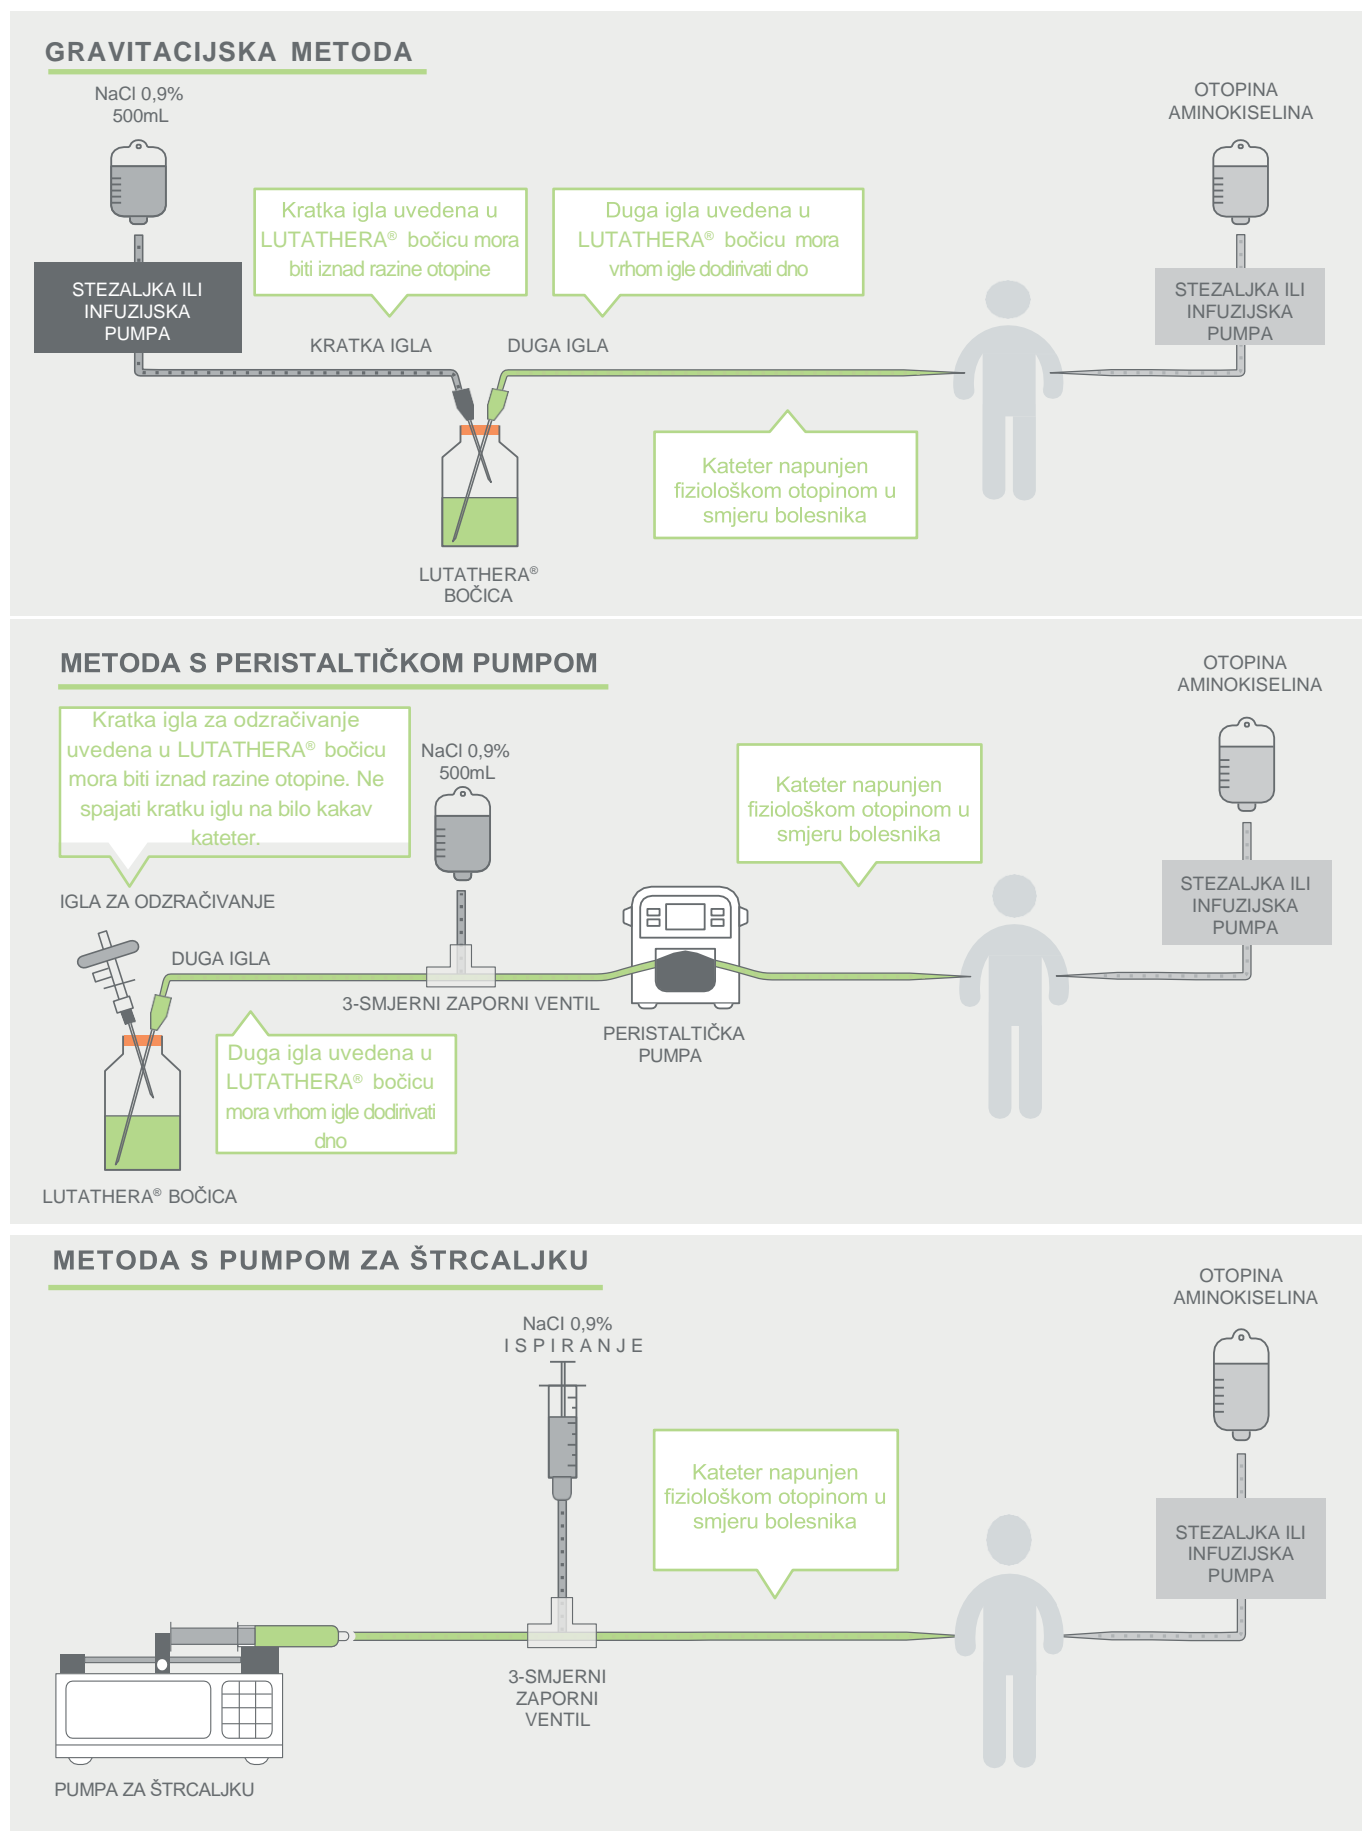 GRAVITACIJSKA METODA
NaCl 0,9%
500mL
OTOPINA
AMINOKISELINA
Kratka igla uvedena u
LUTATHERA® bočicu mora
biti iznad razine otopine
Duga igla uvedena u
LUTATHERA® bočicu mora
vrhom igle dodirivati dno
STEZALJKA ILI
INFUZIJSKA
PUMPA
STEZALJKA ILI
INFUZIJSKA
PUMPA
KRATKA IGLA
DUGA IGLA
Kateter napunjen
fiziološkom otopinom u
smjeru bolesnika
LUTATHERA®
BOČICA
METODA S PERISTALTIČKOM PUMPOM
OTOPINA
AMINOKISELINA
Kratka igla za odzračivanje
uvedena u LUTATHERA® bočicu
mora biti iznad razine otopine. Ne
spajati kratku iglu na bilo kakav
kateter.
NaCl 0,9%
500mL
Kateter napunjen
fiziološkom otopinom u
smjeru bolesnika
STEZALJKA ILI
INFUZIJSKA
PUMPA
IGLA ZA ODZRAČIVANJE
DUGA IGLA
3-SMJERNI ZAPORNI VENTIL
PERISTALTIČKA
PUMPA
Duga igla uvedena u
LUTATHERA® bočicu
mora vrhom igle dodirivati
dno
LUTATHERA® BOČICA
METODA S PUMPOM ZA ŠTRCALJKU
OTOPINA
AMINOKISELINA
NaCl 0,9%
ISPIRANJE
Kateter napunjen
fiziološkom otopinom u
smjeru bolesnika
STEZALJKA ILI
INFUZIJSKA
PUMPA
3-SMJERNI
ZAPORNI
VENTIL
PUMPA ZA ŠTRCALJKU